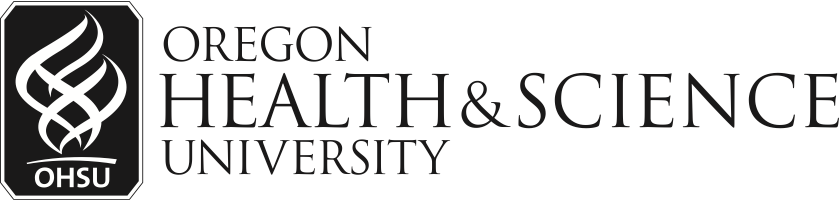 OHSU
OREGON
HEALTH & SCIENCE
UNIVERSITY